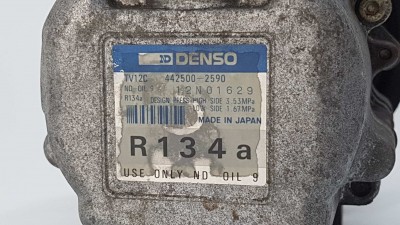 DENSO
TV12C 442500-2590
ND-OIL 9 12N01629
R134a DESIGN PRESS HIGH SIDE 3.53MPa
LOW SIDE 1.67MPa
MADE IN JAPAN
R134a
USE ONLY ND OIL 9